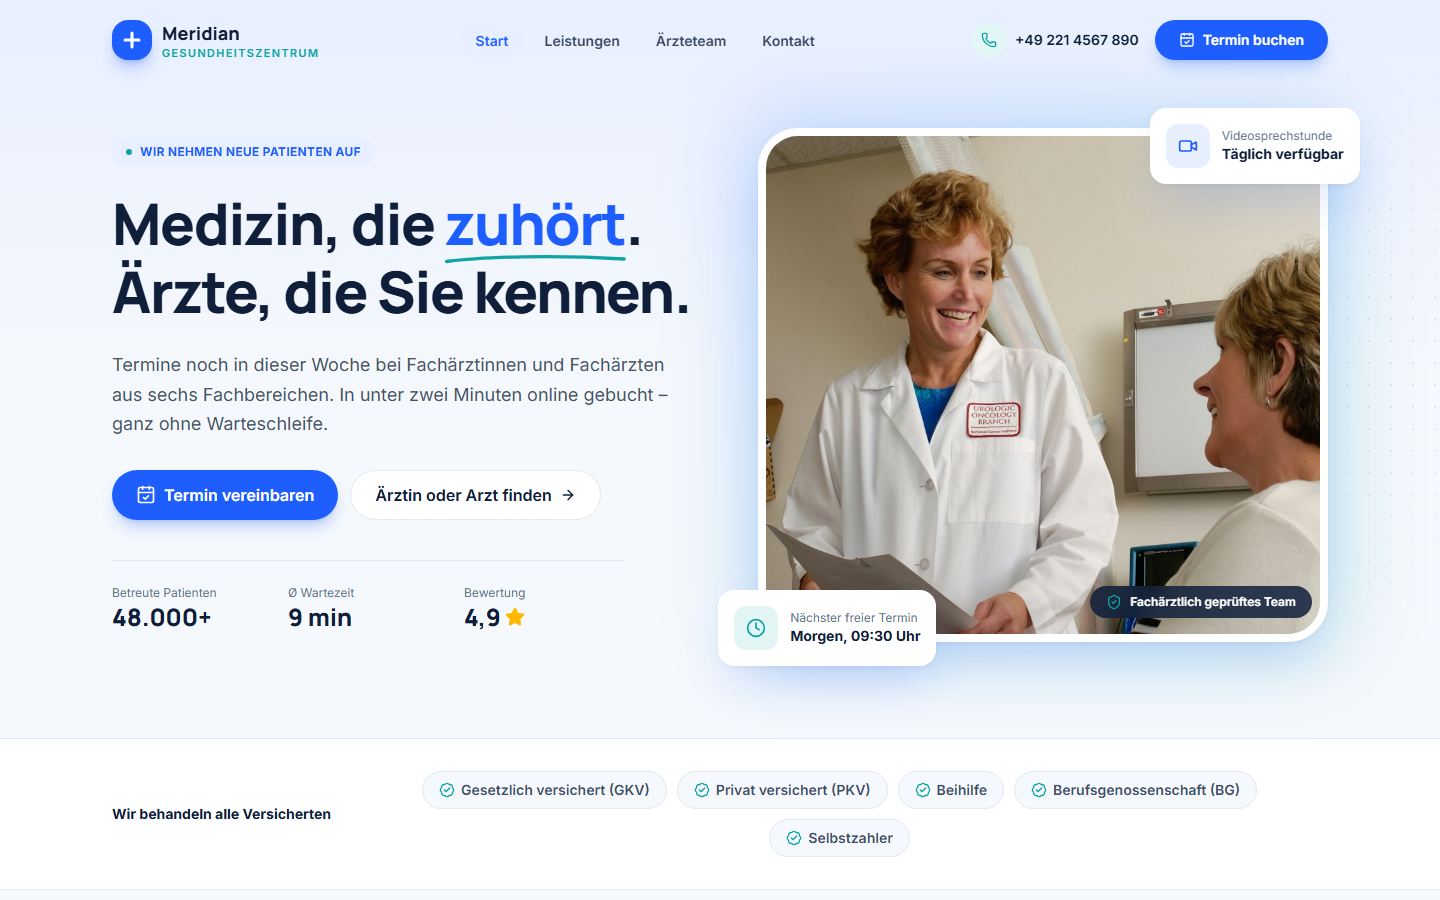 Meridian
GESUNDHEITSZENTRUM
Start
Leistungen
Ärzteteam
Kontakt
+49 221 4567 890
Termin buchen
WIR NEHMEN NEUE PATIENTEN AUF
Medizin, die zuhört.
Ärzte, die Sie kennen.
Termine noch in dieser Woche bei Fachärztinnen und Fachärzten
aus sechs Fachbereichen. In unter zwei Minuten online gebucht –
ganz ohne Warteschleife.
Termin vereinbaren
Ärztin oder Arzt finden
Betreute Patienten
48.000+
Ø Wartezeit
9 min
Bewertung
4,9
Videosprechstunde
Täglich verfügbar
UROLOGIC
ONCOLOGY
BRANCH
National Cancer Institute
Fachärztlich geprüftes Team
Nächster freier Termin
Morgen, 09:30 Uhr
Wir behandeln alle Versicherten
Gesetzlich versichert (GKV)
Privat versichert (PKV)
Beihilfe
Berufsgenossenschaft (BG)
Selbstzahler